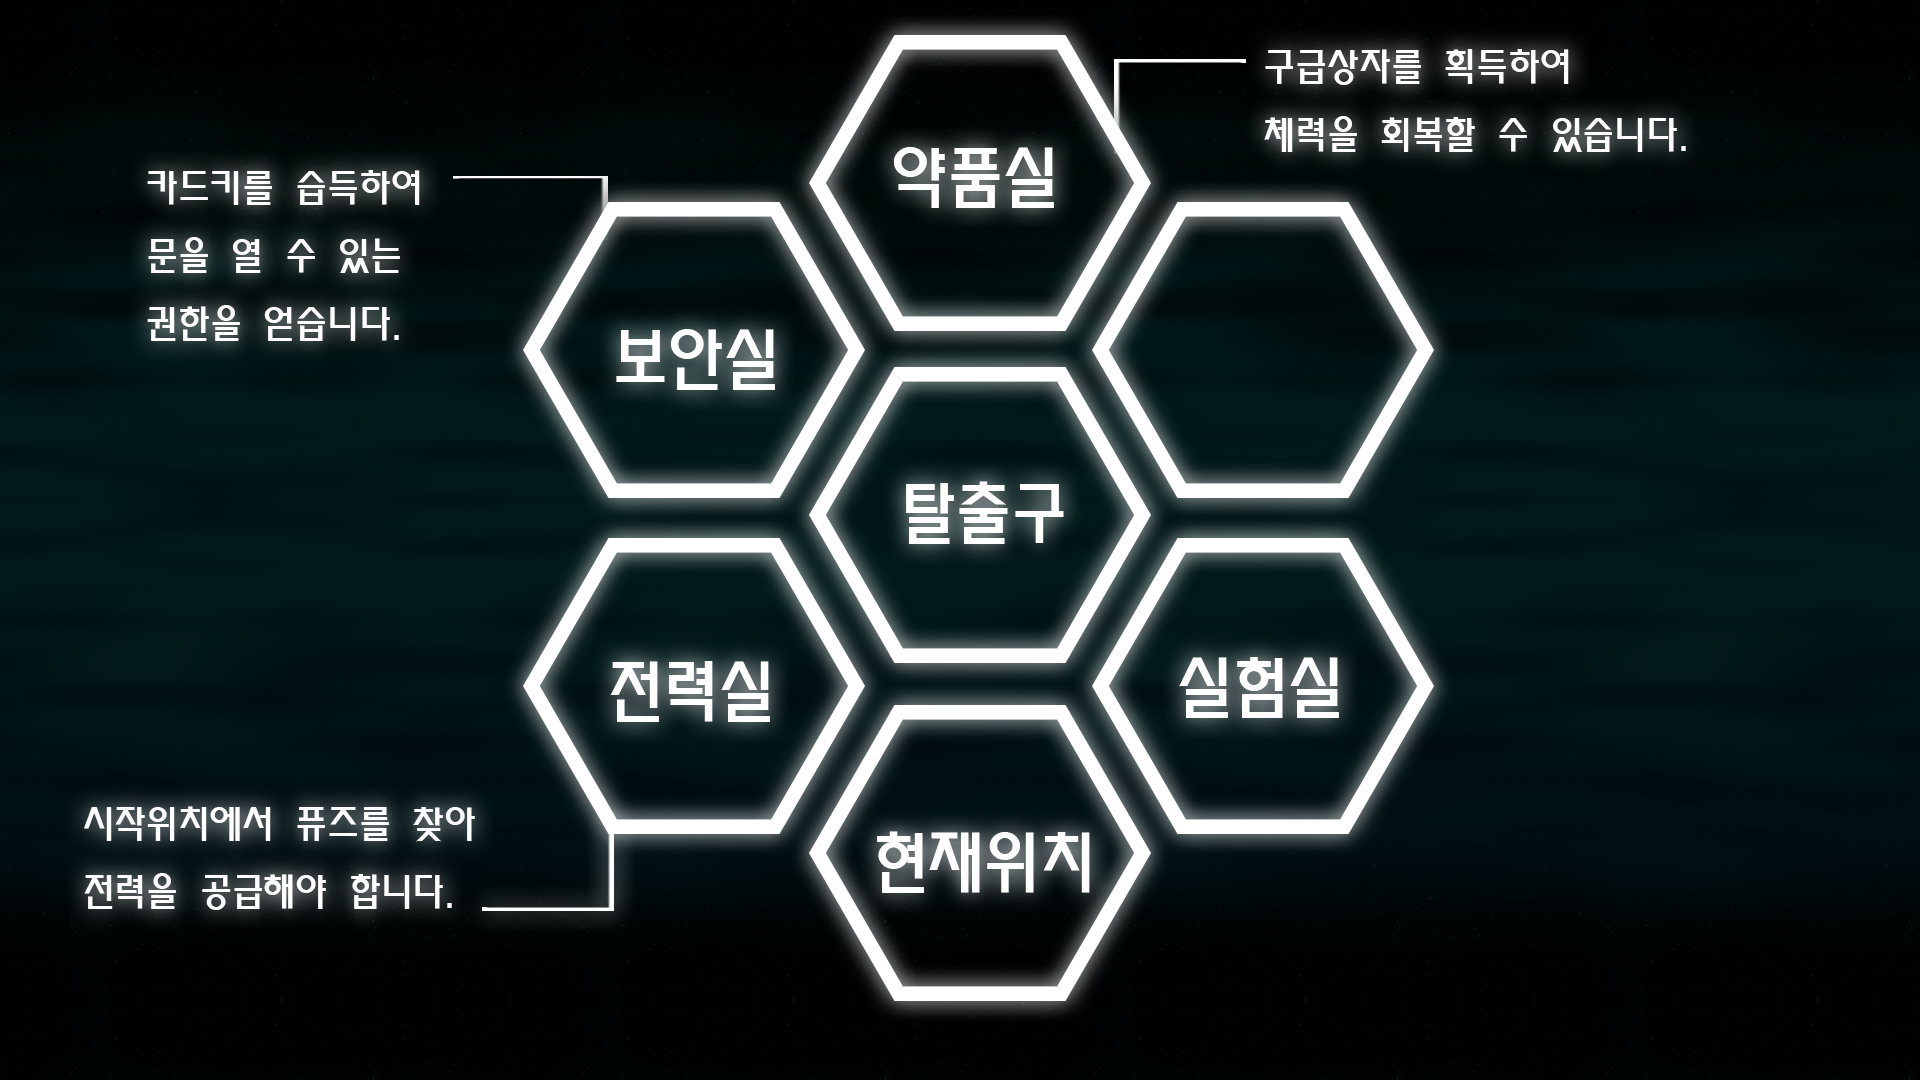 구급상자를 획득하여
체력을 회복할 수 있습니다.
약품실
카드키를 습득하여
문을 열 수 있는
권한을 얻습니다.
보안실
탈출구
전력실
실험실
시작위치에서 퓨즈를 찾아
전력을 공급해야 합니다.
현재위치